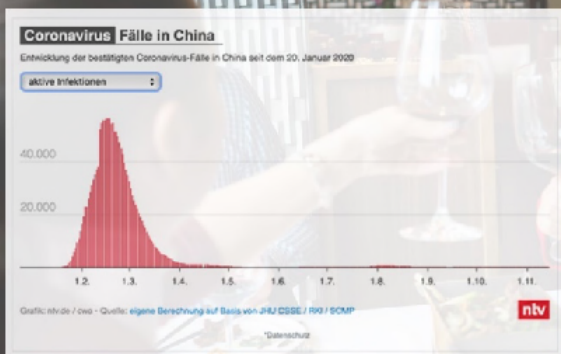 Coronavirus Fälle in China
Entwicklung der bestätigten Coronavirus-Fälle in China seit dem 20. Januar 2020
aktive Infektionen
40.000
20.000
1.2. 1.3. 1.4. 1.5. 1.6. 1.7. 1.8. 1.9. 1.10. 1.11.
Grafik: ntv.de / cwo - Quelle: eigene Berechnung auf Basis von JHU CSSE / RKI / SCMP
ntv
*Datenschutz